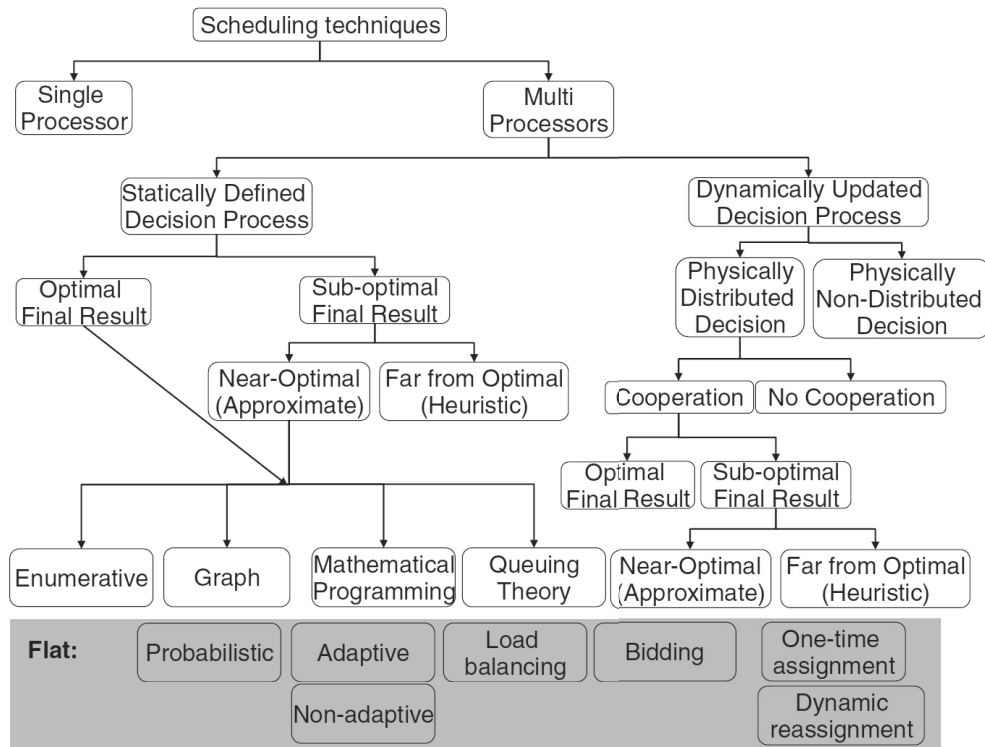 Scheduling techniques
Single
Processor
Multi
Processors
Statically Defined
Decision Process
Dynamically Updated
Decision Process
Optimal
Final Result
Sub-optimal
Final Result
Physically
Distributed
Decision
Physically
Non-Distributed
Decision
Near-Optimal
(Approximate)
Far from Optimal
(Heuristic)
Cooperation
No Cooperation
Optimal
Final Result
Sub-optimal
Final Result
Enumerative
Graph
Mathematical
Programming
Queuing
Theory
Near-Optimal
(Approximate)
Far from Optimal
(Heuristic)
Flat:
Probabilistic
Adaptive
Load
balancing
Bidding
One-time
assignment
Non-adaptive
Dynamic
reassignment